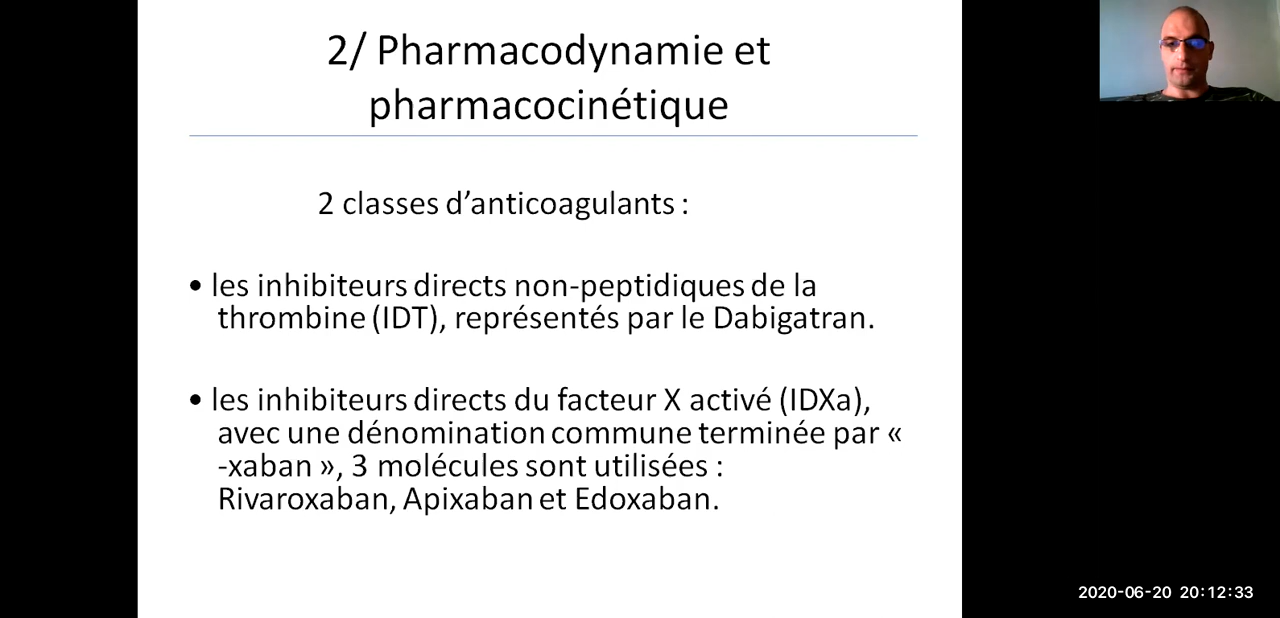 2/ Pharmacodynamie et
pharmacocinétique
2 classes d’anticoagulants :
• les inhibiteurs directs non-peptidiques de la
thrombine (IDT), représentés par le Dabigatran.
• les inhibiteurs directs du facteur X activé (IDXa),
avec une dénomination commune terminée par «
-xaban », 3 molécules sont utilisées :
Rivaroxaban, Apixaban et Edoxaban.
2020-06-20 20:12:33